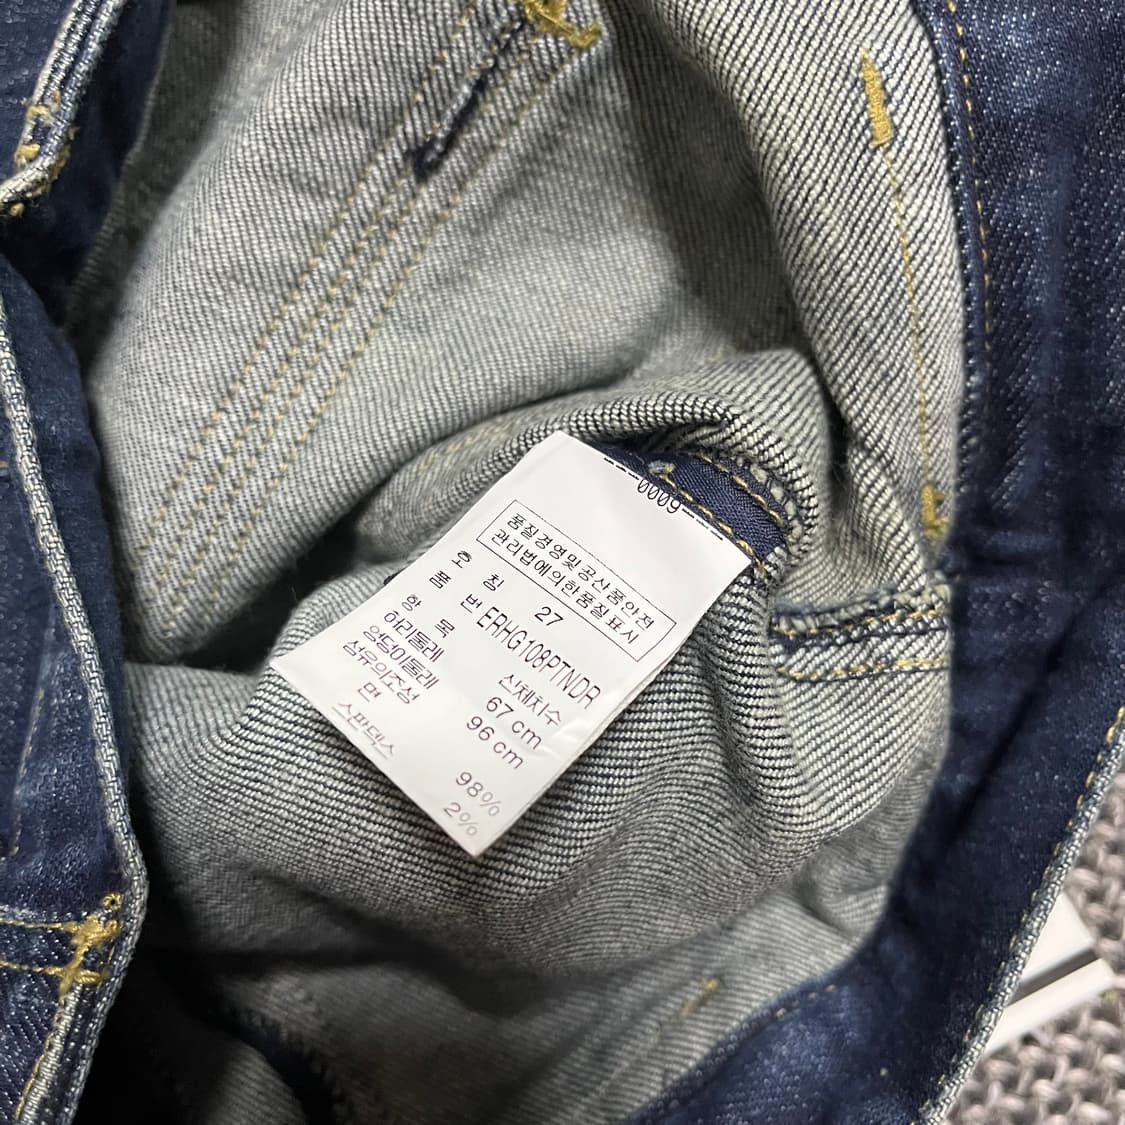 ---0009----
품질경영및공산품안전
관리법에의한품질표시
호 칭 27
품 번 ERHG108PTNDR
항 목 신체치수
허리둘레 67 cm
엉덩이둘레 96 cm
섬유의조성
면 98%
스판덱스 2%